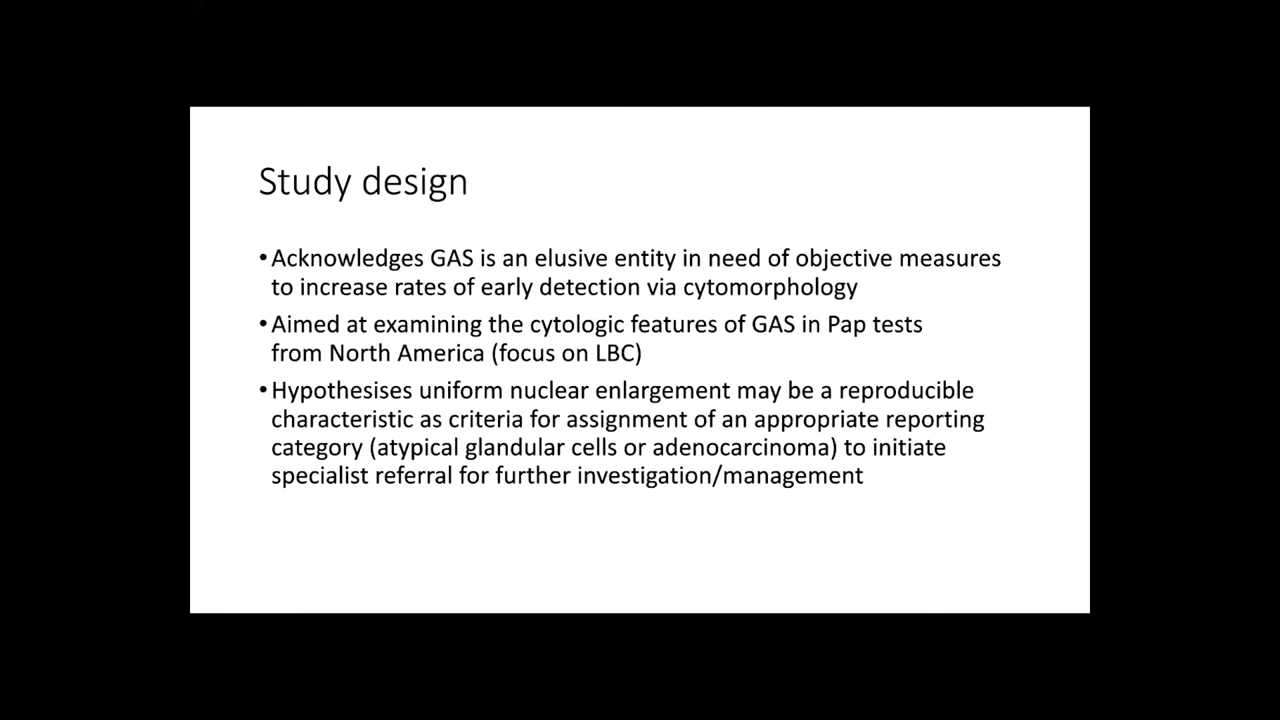 Study design
•Acknowledges GAS is an elusive entity in need of objective measures
to increase rates of early detection via cytomorphology
•Aimed at examining the cytologic features of GAS in Pap tests
from North America (focus on LBC)
•Hypothesises uniform nuclear enlargement may be a reproducible
characteristic as criteria for assignment of an appropriate reporting
category (atypical glandular cells or adenocarcinoma) to initiate
specialist referral for further investigation/management